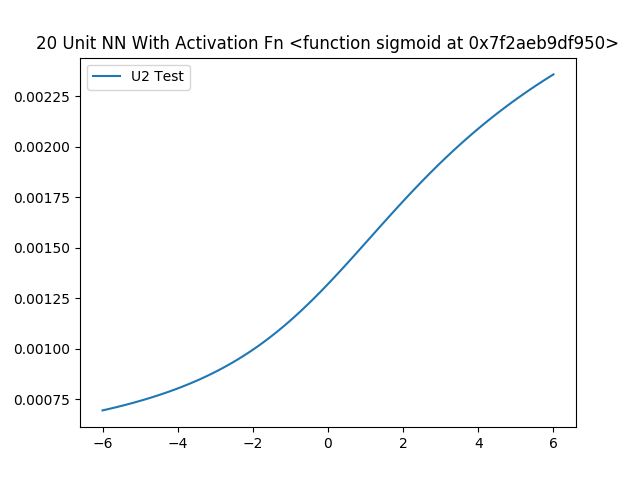 20 Unit NN With Activation Fn <function sigmoid at 0x7f2aeb9df950>
U2 Test
0.00225
0.00200
0.00175
0.00150
0.00125
0.00100
0.00075
−6 −4 −2 0 2 4 6